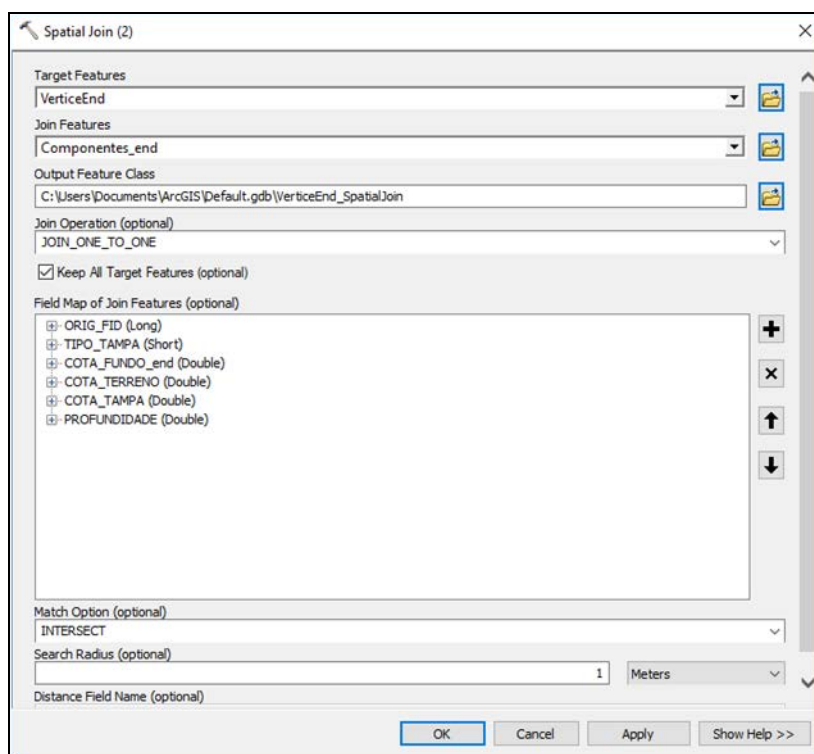 Spatial Join (2)
Target Features
VerticeEnd
Join Features
Componentes_end
Output Feature Class
C:\Users\Documents\ArcGIS\Default.gdb\VerticeEnd_SpatialJoin
Join Operation (optional)
JOIN_ONE_TO_ONE
Keep All Target Features (optional)
Field Map of Join Features (optional)
ORIG_FID (Long)
TIPO_TAMPA (Short)
COTA_FUNDO_end (Double)
COTA_TERRENO (Double)
COTA_TAMPA (Double)
PROFUNDIDADE (Double)
Match Option (optional)
INTERSECT
Search Radius (optional)
1 Meters
Distance Field Name (optional)
OK Cancel Apply Show Help >>